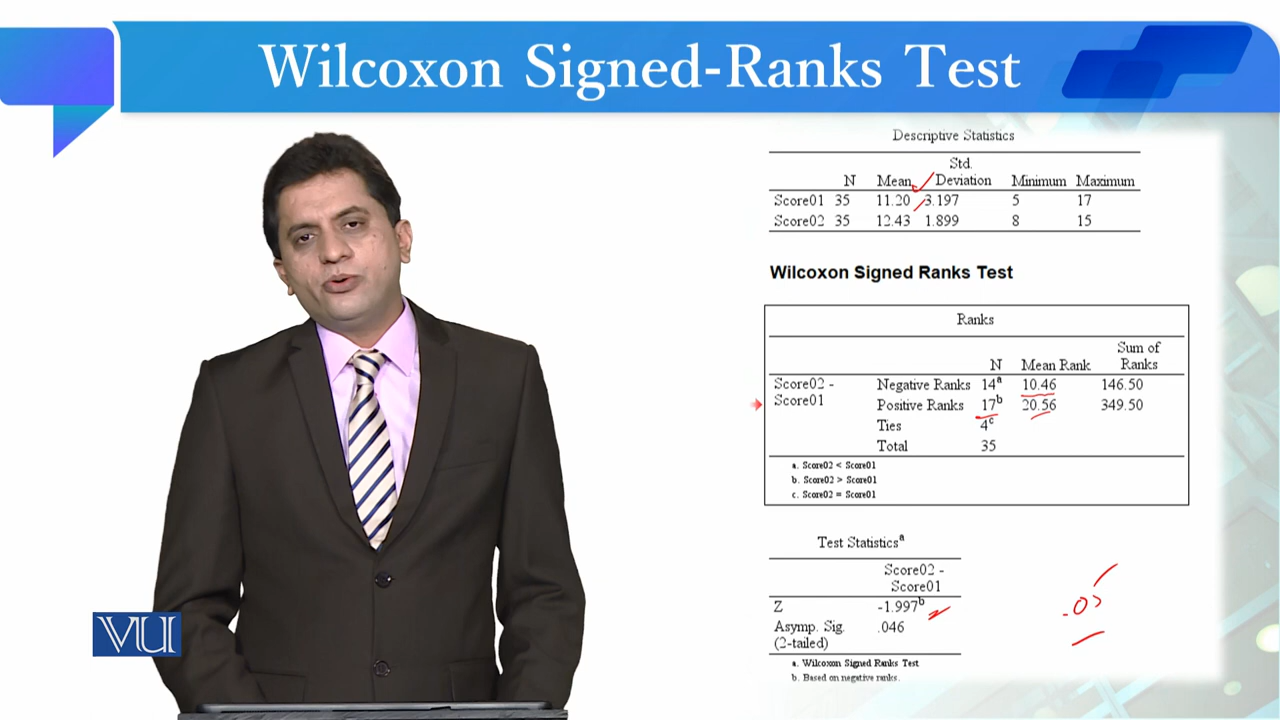 Wilcoxon Signed-Ranks Test
Descriptive Statistics
Std.
N Mean Deviation Minimum Maximum
Score01 35 11.20 3.197 5 17
Score02 35 12.43 1.899 8 15
Wilcoxon Signed Ranks Test
Ranks
Sum of
N Mean Rank Ranks
Score02 - Negative Ranks 14a 10.46 146.50
Score01 Positive Ranks 17b 20.56 349.50
Ties 4c
Total 35
a. Score02 < Score01
b. Score02 > Score01
c. Score02 = Score01
Test Statisticsa
Score02 -
Score01
Z -1.997b
Asymp. Sig. .046
(2-tailed)
a. Wilcoxon Signed Ranks Test
b. Based on negative ranks.
.05
VU